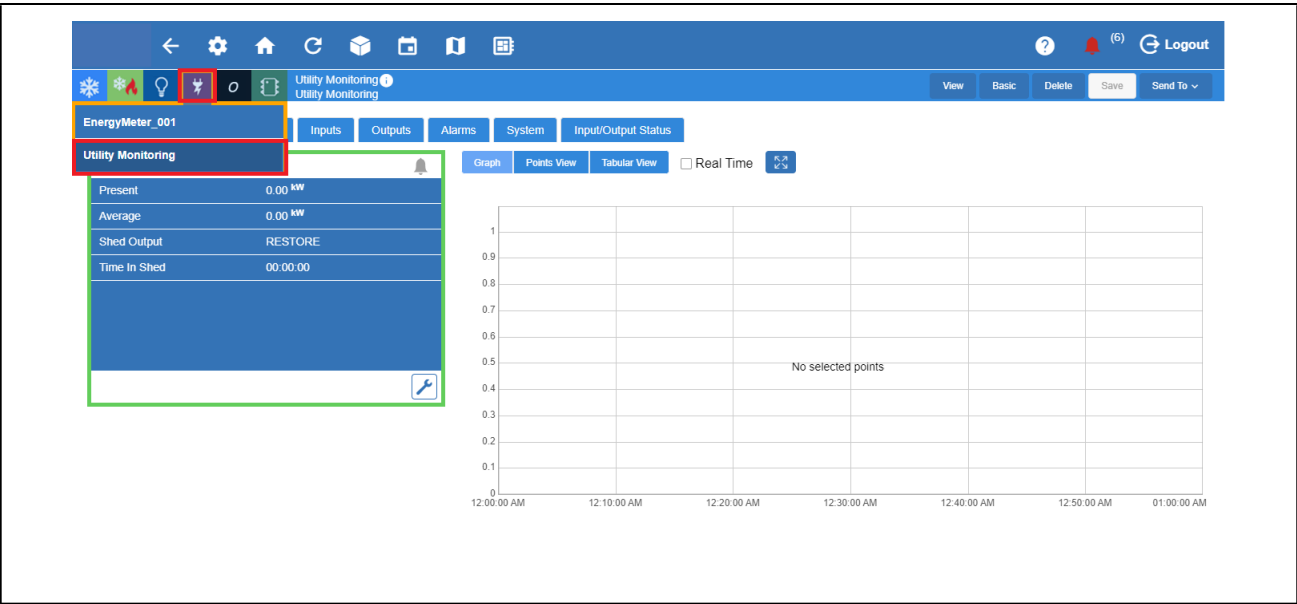 (6) Logout
o
Utility Monitoring
Utility Monitoring
View Basic Delete Save Send To
EnergyMeter_001
Utility Monitoring
Inputs Outputs Alarms System Input/Output Status
Graph Points View Tabular View Real Time
Present 0.00 kW
Average 0.00 kW
Shed Output RESTORE
Time In Shed 00:00:00
1
0.9
0.8
0.7
0.6
0.5
0.4
0.3
0.2
0.1
0
No selected points
12:00:00 AM 12:10:00 AM 12:20:00 AM 12:30:00 AM 12:40:00 AM 12:50:00 AM 01:00:00 AM